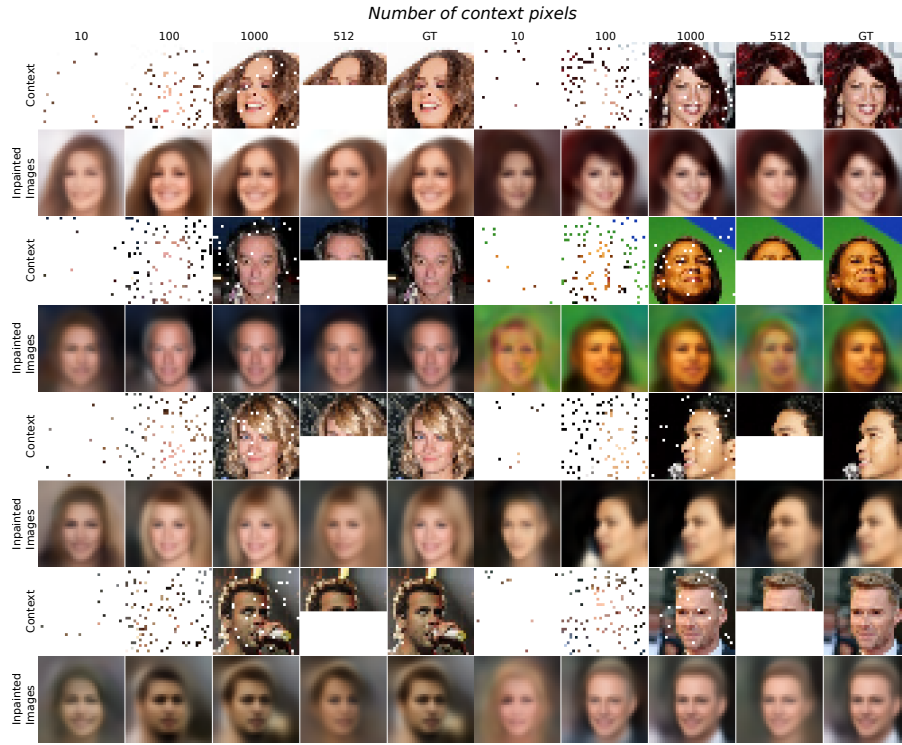 Number of context pixels
10 100 1000 512 GT 10 100 1000 512 GT
Context
Inpainted
Images
Context
Inpainted
Images
Context
Inpainted
Images
Context
Inpainted
Images